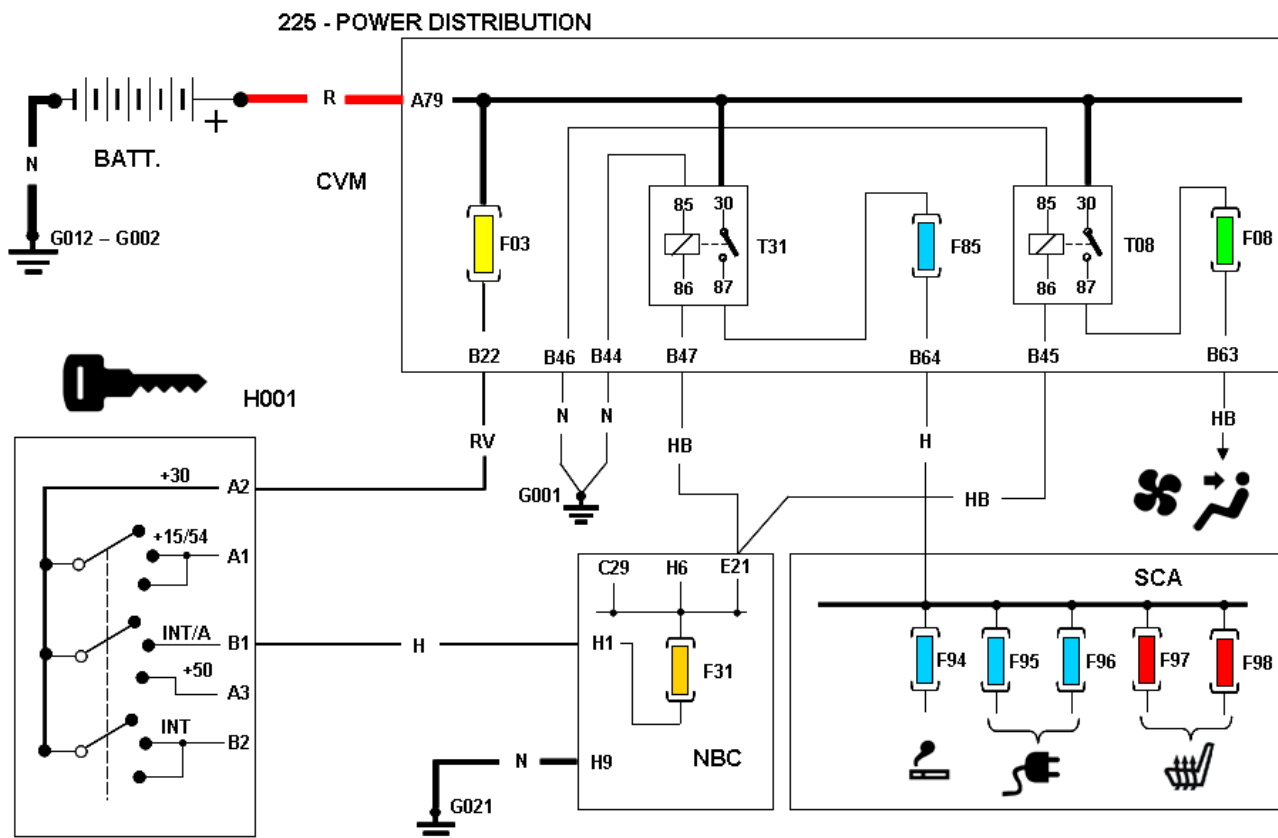 225 - POWER DISTRIBUTION
R
A79
+
N
BATT.
CVM
G012 – G002
F03
85 30
T31
86 87
F85
85 30
T08
86 87
F08
B22
B46
B44
B47
B64
B45
B63
H001
RV
N
N
HB
H
HB
HB
G001
+30
A2
+15/54
A1
INT/A
B1
+50
A3
INT
B2
H
C29
H6
E21
H1
F31
NBC
H9
N
G021
SCA
F94
F95
F96
F97
F98